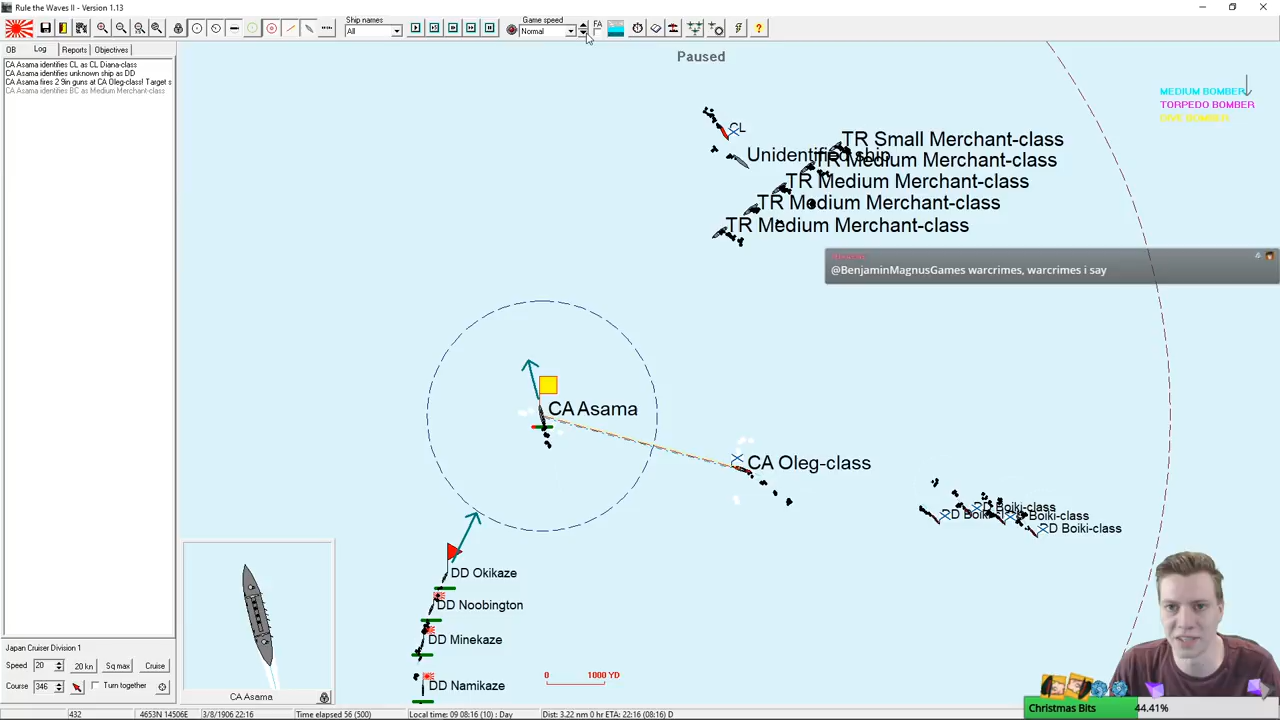 Rule the Waves II - Version 1.13
Ship names
All
Game speed
Normal
FA
OB
Log
Reports
Objectives
CA Asama identifies CL as CL Diana-class
CA Asama identifies unknown ship as DD
CA Asama fires 2 9in guns at CA Oleg-class! Target s
CA Asama identifies BC as Medium Merchant-class
Paused
MEDIUM BOMBER
TORPEDO BOMBER
DIVE BOMBER
CL
TR Small Merchant-class
Unidentified ship
TR Medium Merchant-class
TR Medium Merchant-class
TR Medium Merchant-class
TR Medium Merchant-class
@BenjaminMagnusGames warcrimes, warcrimes i say
CA Asama
CA Oleg-class
DD Boiki-class
DD Okikaze
DD Noobington
DD Minekaze
DD Namikaze
0 1000 YD
CA Asama
Japan Cruiser Division 1
Speed 20 20 kn Sq max Cruise
Course 346 Turn together
Christmas Bits 44.41%
432
4653N 14506E
3/8/1906 22:16
Time elapsed 56 (500)
Local time: 09 08:16 (10) : Day
Dist: 3.22 nm 0 hr ETA: 22:16 (08:16) D